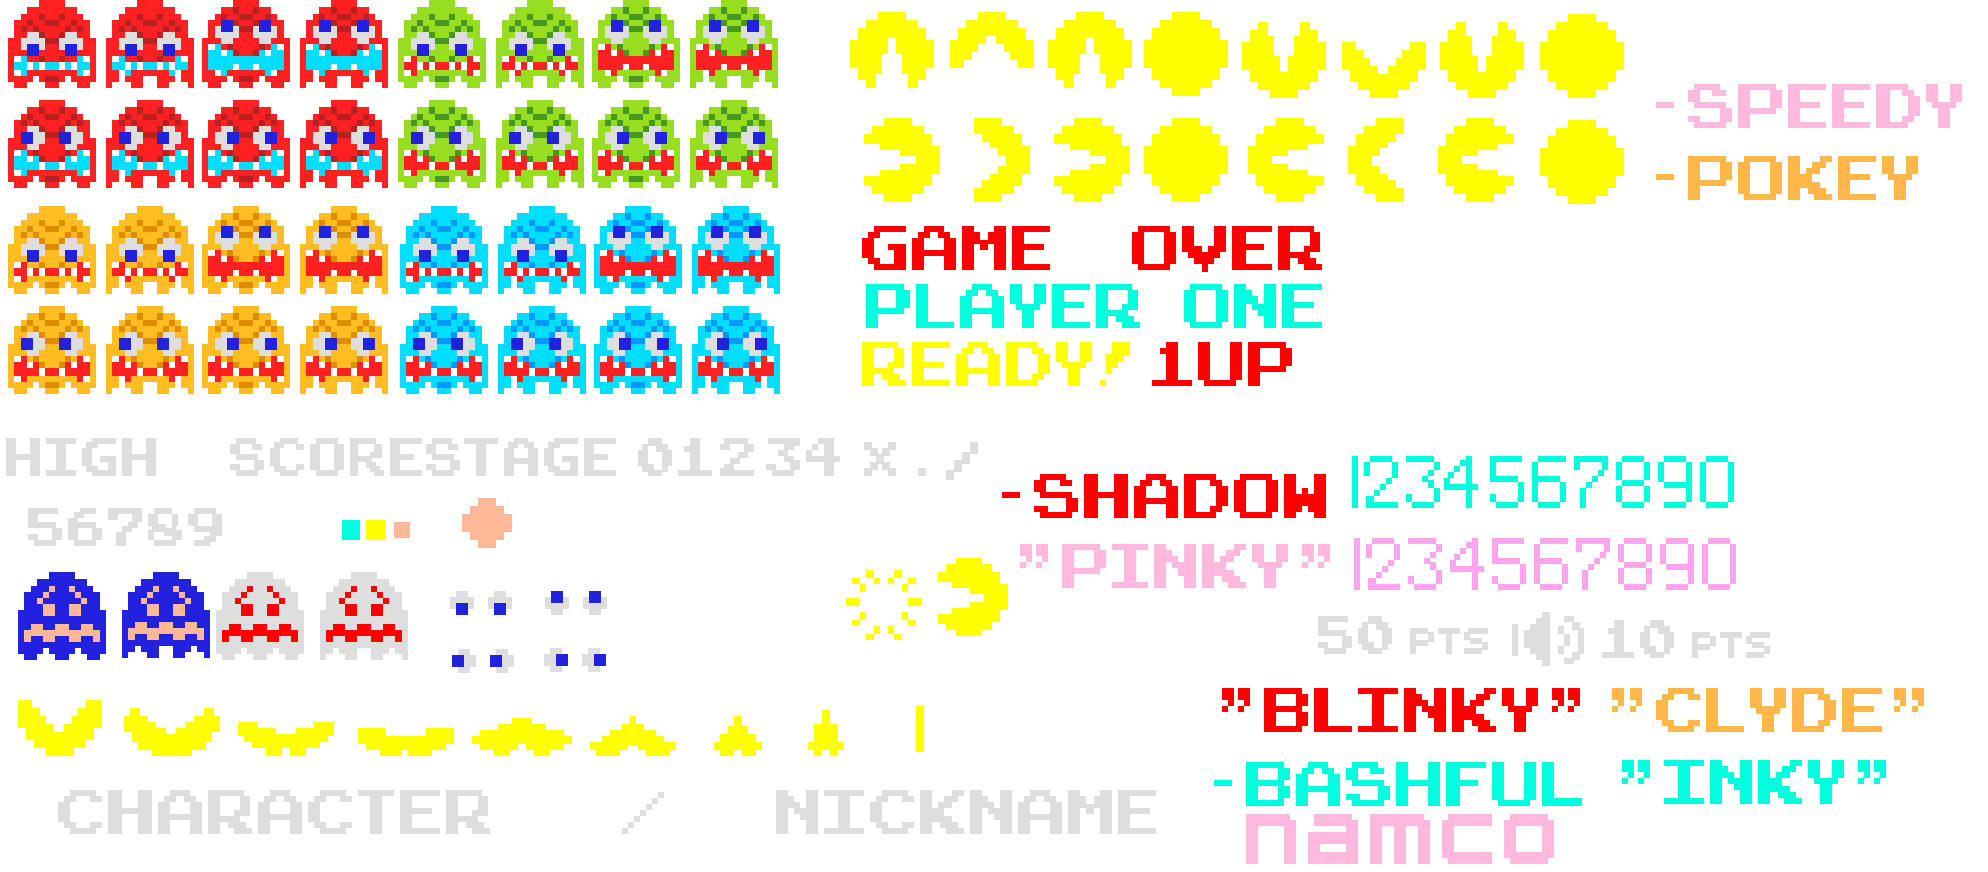 -SPEEDY
-POKEY
GAME OVER
PLAYER ONE
READY! 1UP
HIGH SCORESTAGE 01234 X . /
56789
-SHADOW 1234567890
"PINKY" 1234567890
50 PTS 10 PTS
"BLINKY" "CLYDE"
-BASHFUL "INKY"
CHARACTER / NICKNAME
namco